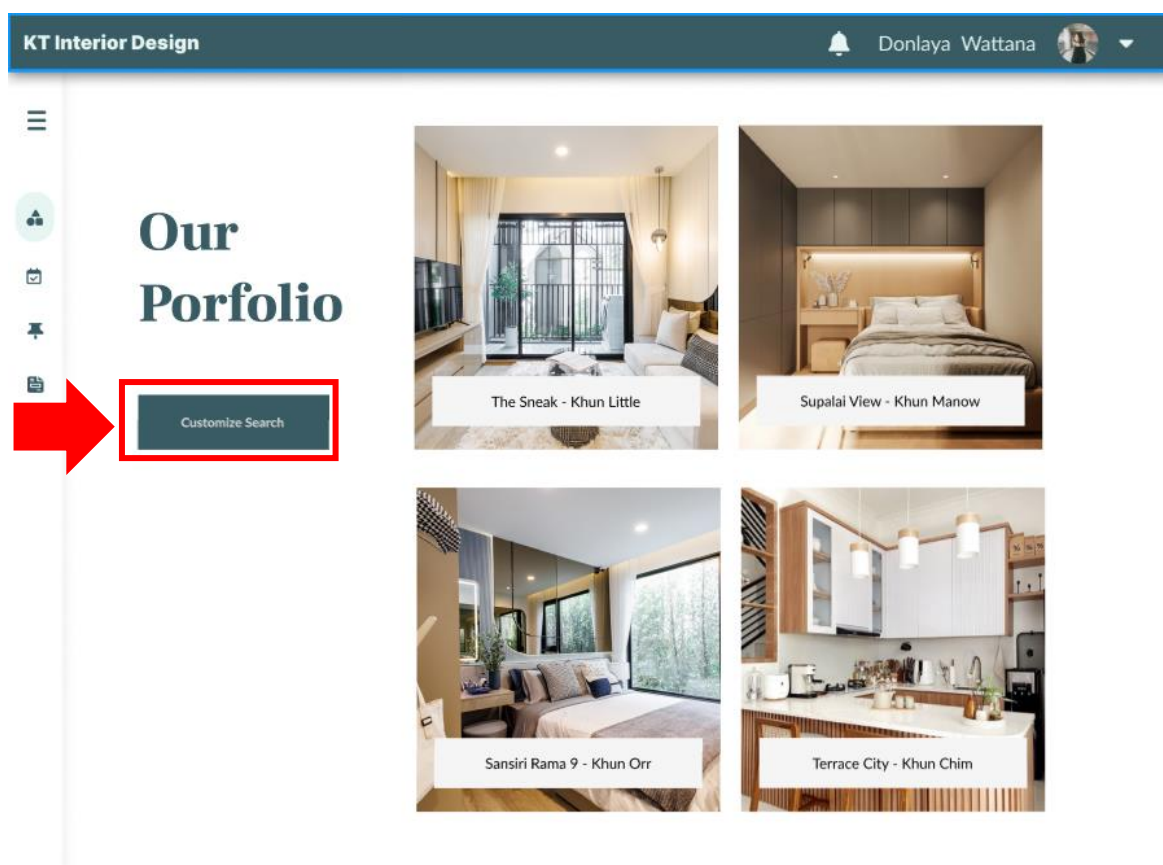 KT Interior Design
Donlaya Wattana
Our
Porfolio
Customize Search
The Sneak - Khun Little
Supalai View - Khun Manow
Sansiri Rama 9 - Khun Orr
Terrace City - Khun Chim